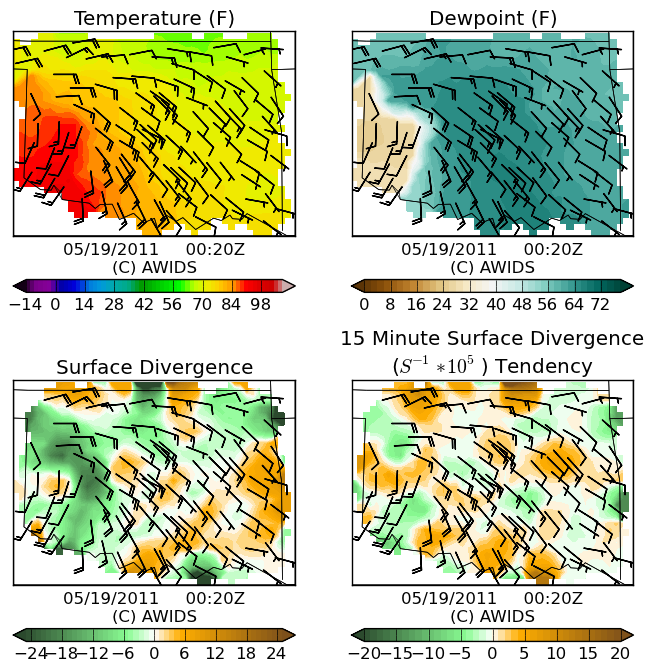 Temperature (F)
Dewpoint (F)
05/19/2011 00:20Z
(C) AWIDS
05/19/2011 00:20Z
(C) AWIDS
−14 0 14 28 42 56 70 84 98
0 8 16 24 32 40 48 56 64 72
Surface Divergence
15 Minute Surface Divergence
(S⁻¹ *10⁵ ) Tendency
05/19/2011 00:20Z
(C) AWIDS
05/19/2011 00:20Z
(C) AWIDS
−24 −18 −12 −6 0 6 12 18 24
−20 −15 −10 −5 0 5 10 15 20